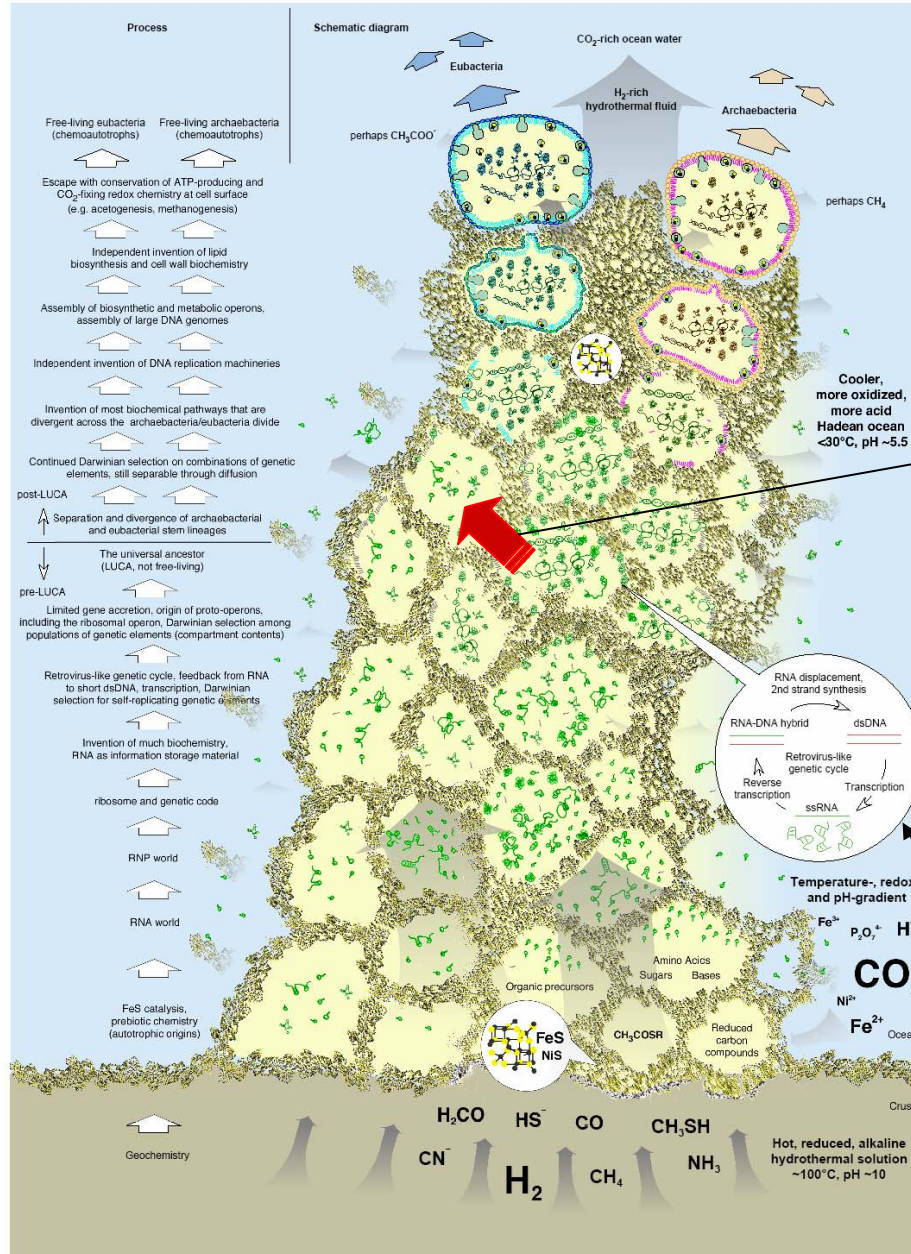 Process
Schematic diagram
CO₂-rich ocean water
Eubacteria
H₂-rich
hydrothermal fluid
Archaebacteria
Free-living eubacteria
(chemoautotrophs)
Free-living archaebacteria
(chemoautotrophs)
perhaps CH₃COO⁻
perhaps CH₄
Escape with conservation of ATP-producing and
CO₂-fixing redox chemistry at cell surface
(e.g. acetogenesis, methanogenesis)
Independent invention of lipid
biosynthesis and cell wall biochemistry
Assembly of biosynthetic and metabolic operons,
assembly of large DNA genomes
Independent invention of DNA replication machineries
Invention of most biochemical pathways that are
divergent across the archaebacteria/eubacteria divide
Continued Darwinian selection on combinations of genetic
elements, still separable through diffusion
post-LUCA
Separation and divergence of archaebacterial
and eubacterial stem lineages
The universal ancestor
(LUCA, not free-living)
pre-LUCA
Limited gene accretion, origin of proto-operons,
including the ribosomal operon, Darwinian selection among
populations of genetic elements (compartment contents)
Retrovirus-like genetic cycle, feedback from RNA
to short dsDNA, transcription, Darwinian
selection for self-replicating genetic elements
Invention of much biochemistry,
RNA as information storage material
ribosome and genetic code
RNP world
RNA world
FeS catalysis,
prebiotic chemistry
(autotrophic origins)
Geochemistry
Cooler,
more oxidized,
more acid
Hadean ocean
<30°C, pH ~5.5
RNA displacement,
2nd strand synthesis
RNA-DNA hybrid
dsDNA
Retrovirus-like
genetic cycle
Reverse
transcription
Transcription
ssRNA
Temperature-, redox
and pH-gradient
Fe³⁺
P₂O₇⁴⁻
H
CO
Ni²⁺
Fe²⁺
Ocea
Amino Acics
Sugars
Bases
Organic precursors
FeS
NiS
CH₃COSR
Reduced
carbon
compounds
Crus
H₂CO
HS⁻
CO
CH₃SH
CN⁻
H₂
CH₄
NH₃
Hot, reduced, alkaline
hydrothermal solution
~100°C, pH ~10